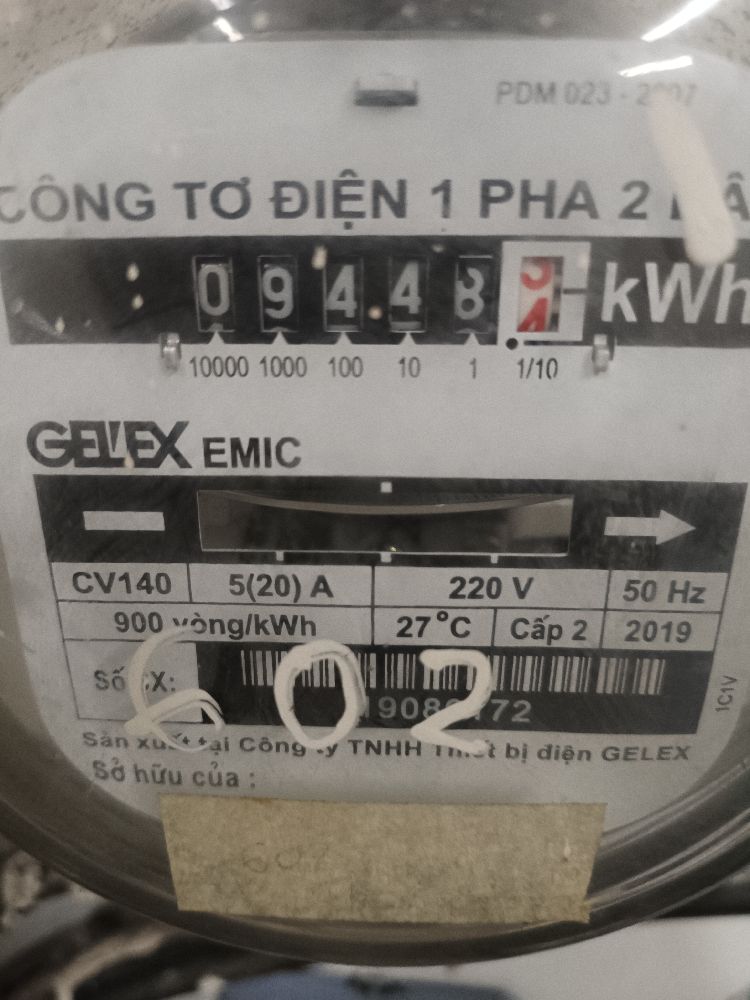 PDM 023 - 2007
CÔNG TƠ ĐIỆN 1 PHA 2
0 9 4 4 8 kWh
10000 1000 100 10 1 1/10
GELEX EMIC
CV140 5(20) A 220 V 50 Hz
900 vòng/kWh 27°C Cấp 2 2019
Số
602
1C1V
Sản xuất tại Công ty TNHH Thiết bị điện GELEX
Sở hữu của :